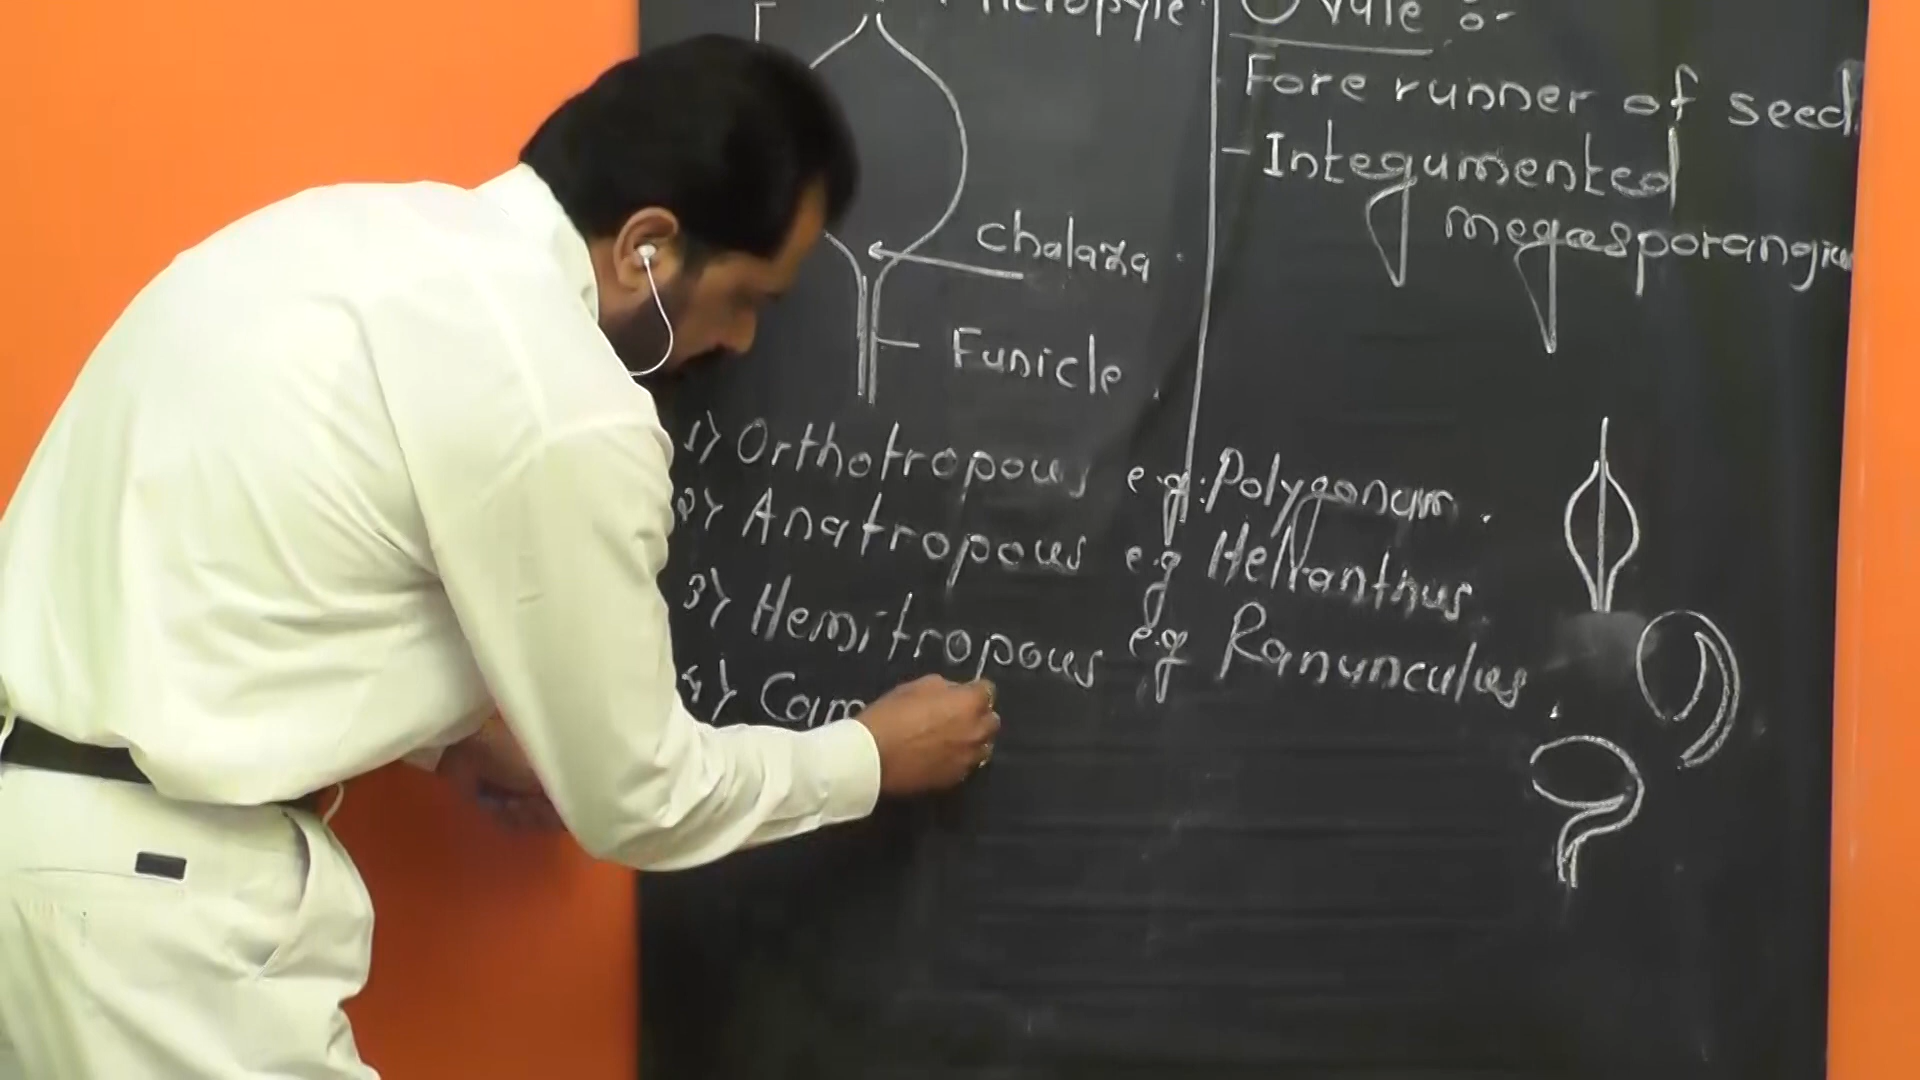 Micropyle
chalaza
Funicle
Ovule :-
Fore runner of seed
- Integumented
megasporangium
1) Orthotropous e.g: Polygonum.
2) Anatropous e.g Helianthus
3) Hemitropous e.g Ranunculus.
4) Cam